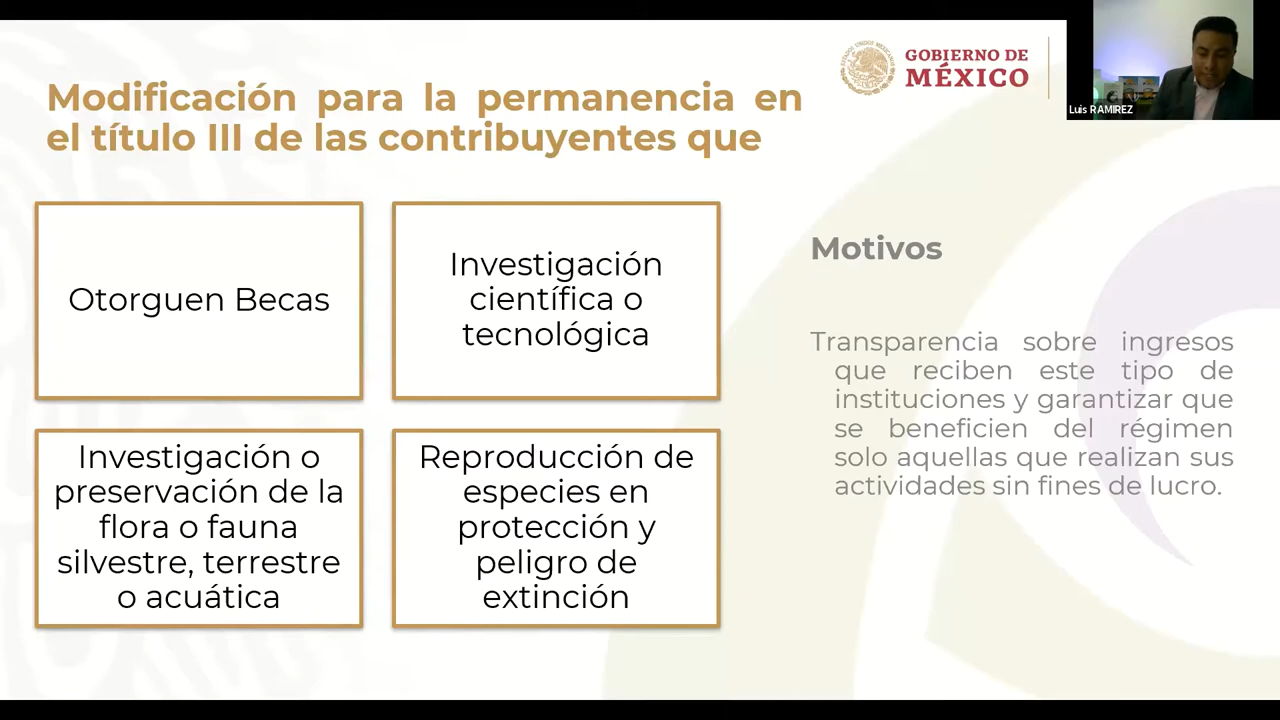 Modificación para la permanencia en
el título III de las contribuyentes que
GOBIERNO DE
MÉXICO
Luis RAMIREZ
Otorguen Becas
Investigación
científica o
tecnológica
Investigación o
preservación de la
flora o fauna
silvestre, terrestre
o acuática
Reproducción de
especies en
protección y
peligro de
extinción
Motivos
Transparencia sobre ingresos
que reciben este tipo de
instituciones y garantizar que
se beneficien del régimen
solo aquellas que realizan sus
actividades sin fines de lucro.